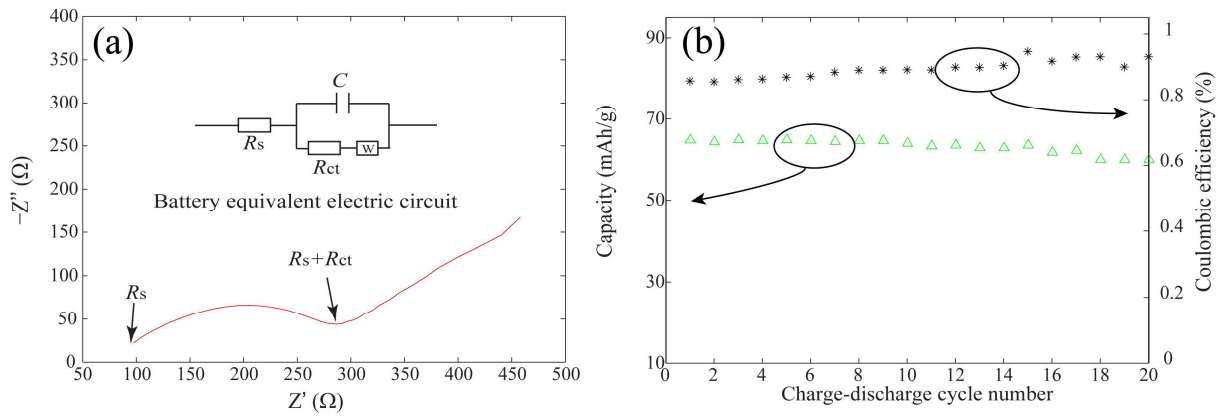 (a)
400
350
300
250
200
150
100
50
0
−Z'' (Ω)
C
Rs
Rct
W
Battery equivalent electric circuit
Rs
Rs+Rct
50 100 150 200 250 300 350 400 450 500
Z' (Ω)
(b)
90
70
50
30
10
Capacity (mAh/g)
1
0.8
0.6
0.4
0.2
0
Coulombic efficiency (%)
0 2 4 6 8 10 12 14 16 18 20
Charge-discharge cycle number